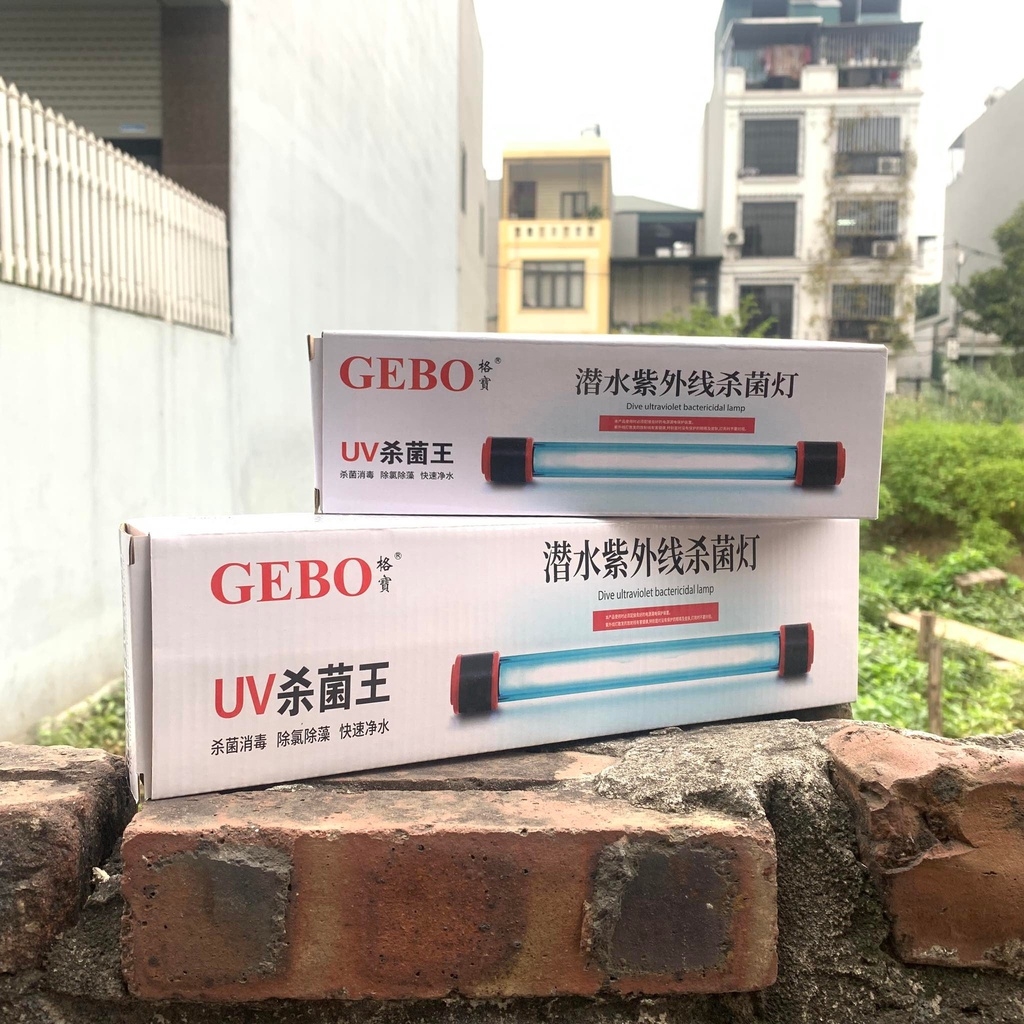 GEBO 格寶®
潜水紫外线杀菌灯
Dive ultraviolet bactericidal lamp
UV杀菌王
杀菌消毒 除氯除藻 快速净水
GEBO 格寶®
潜水紫外线杀菌灯
Dive ultraviolet bactericidal lamp
UV杀菌王
杀菌消毒 除氯除藻 快速净水